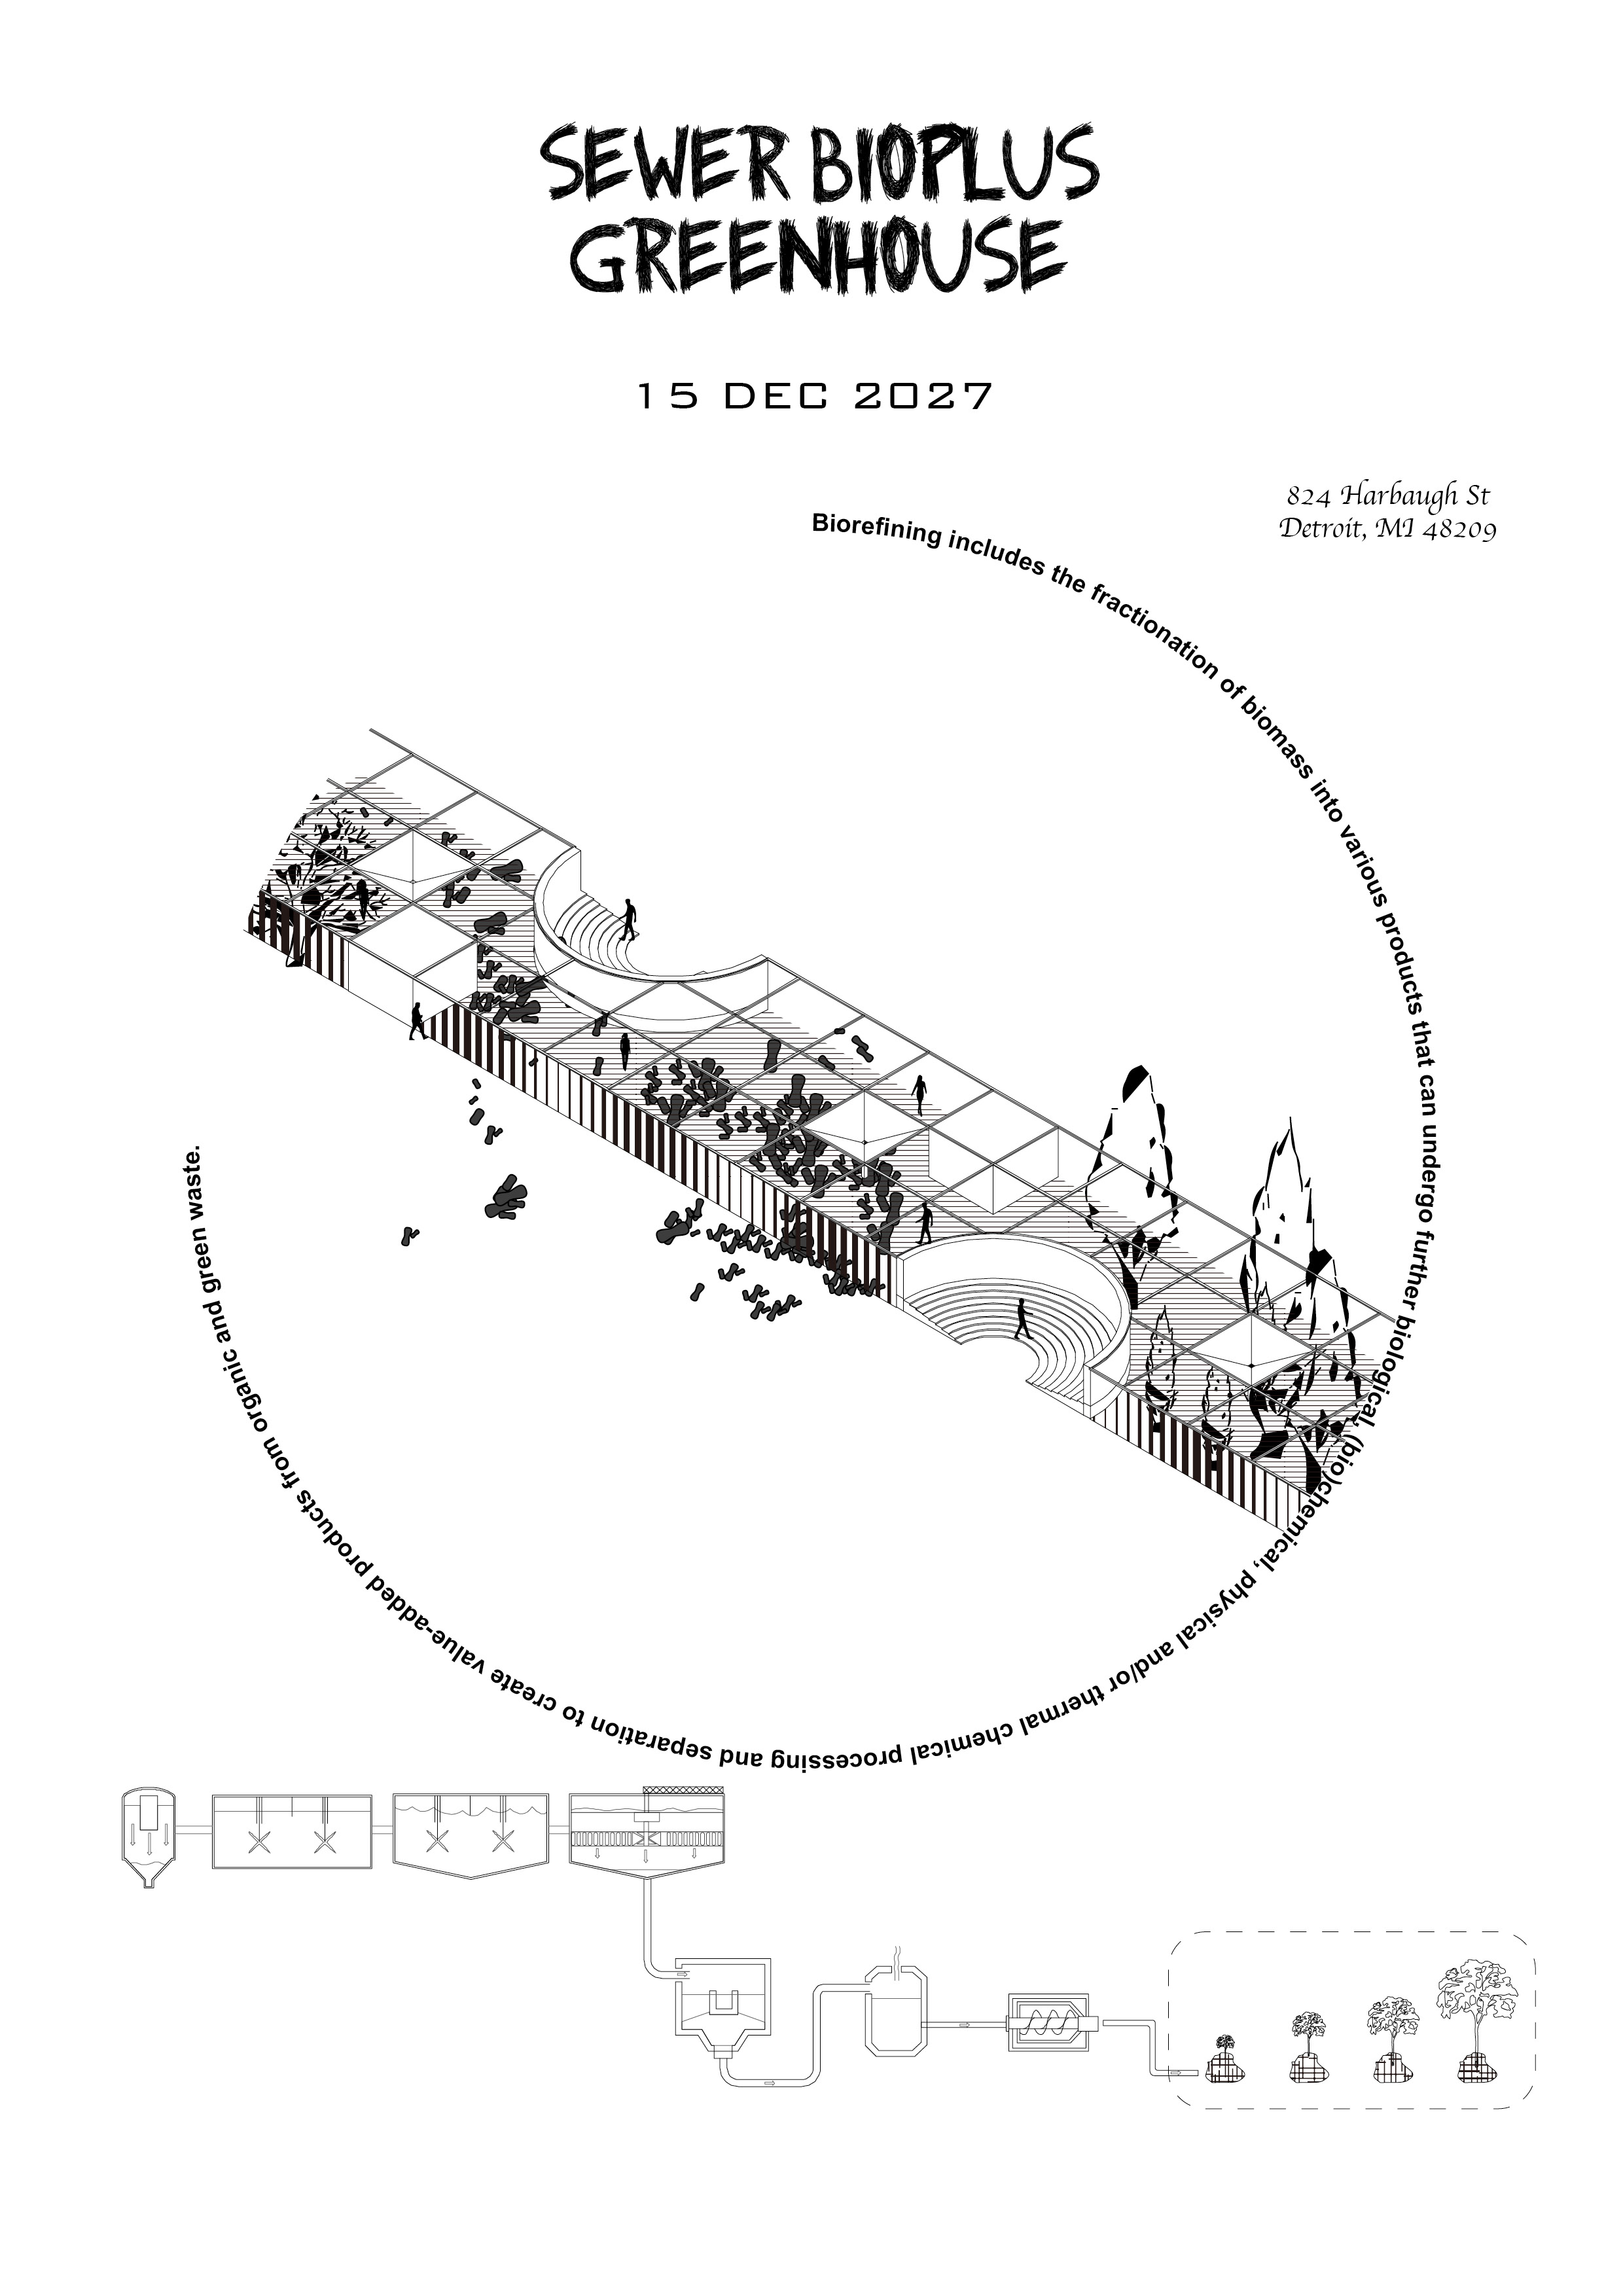 SEWER BIOPLUS
GREENHOUSE
15 DEC 2027
824 Harbaugh St
Detroit, MI 48209
Biorefining includes the fractionation of biomass into various products that can undergo further biological, (bio)chemical, physical and/or thermal chemical processing and separation to create value-added products from organic and green waste.